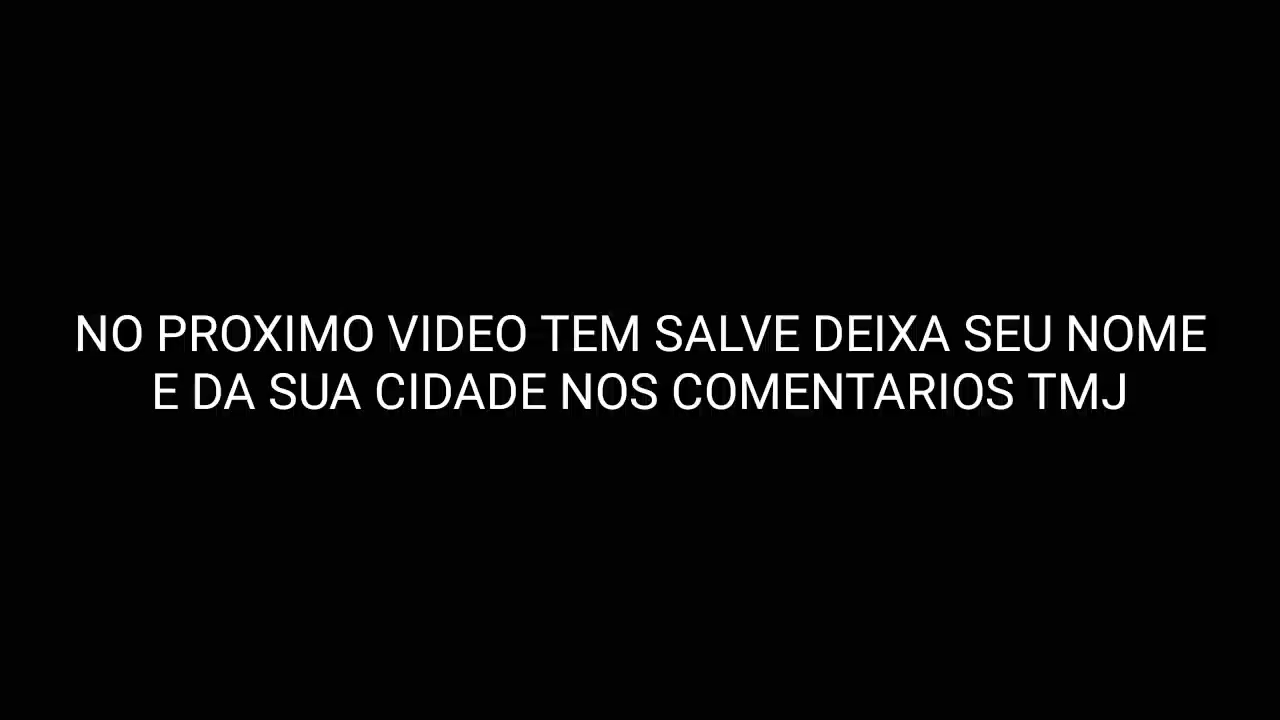 NO PROXIMO VIDEO TEM SALVE DEIXA SEU NOME
E DA SUA CIDADE NOS COMENTARIOS TMJ